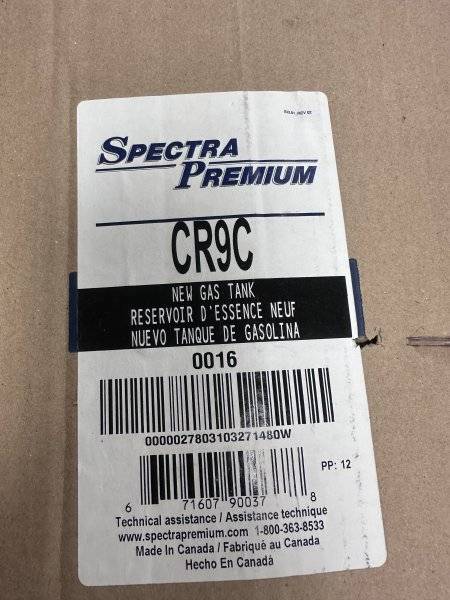 SPECTRA
PREMIUM
CR9C
NEW GAS TANK
RESERVOIR D'ESSENCE NEUF
NUEVO TANQUE DE GASOLINA
0016
0000027803103271480W
PP: 12
6 71607 90037 8
Technical assistance / Assistance technique
www.spectrapremium.com 1-800-363-8533
Made In Canada / Fabriqué au Canada
Hecho En Canadá